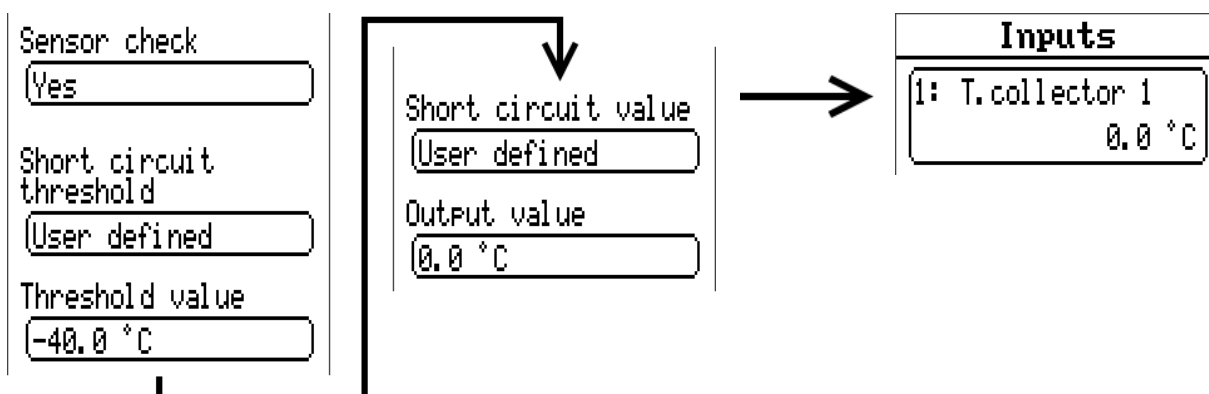 Sensor check
Yes
Short circuit
threshold
User defined
Threshold value
-40.0 °C
Short circuit value
User defined
Output value
0.0 °C
Inputs
1: T.collector 1
0.0 °C